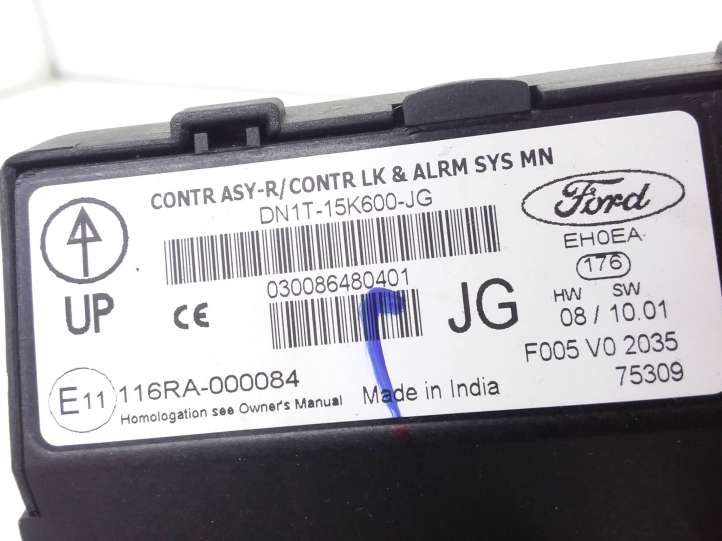 CONTR ASY-R/CONTR LK & ALRM SYS MN
DN1T-15K600-JG
Ford
EH0EA
176
HW SW
08 / 10.01
F005 V0 2035
75309
UP
CE
030086480401
JG
E11
116RA-000084
Homologation see Owner's Manual
Made in India